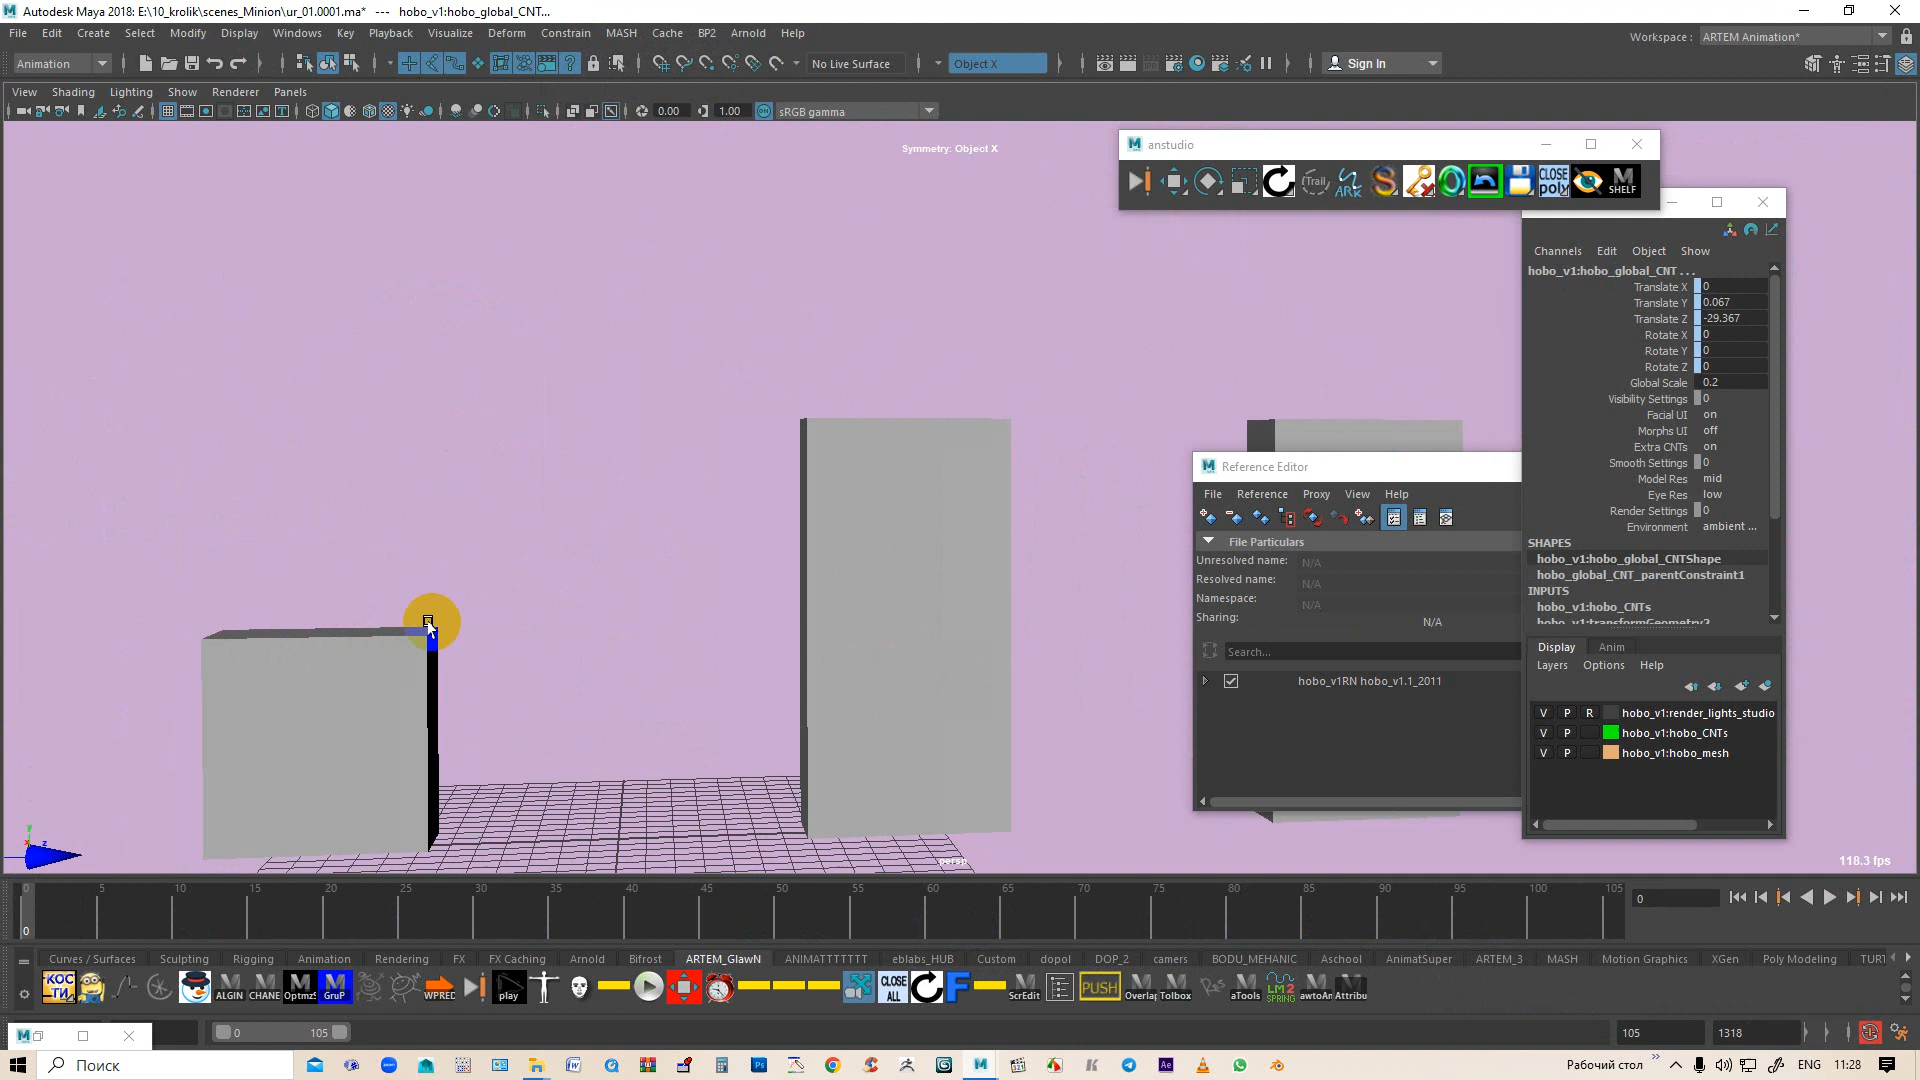 Autodesk Maya 2018: E:\10_krolik\scenes_Minion\ur_01.0001.ma* --- hobo_v1:hobo_global_CNT...
File Edit Create Select Modify Display Windows Key Playback Visualize Deform Constrain MASH Cache BP2 Arnold Help
Workspace : ARTEM Animation*
Animation No Live Surface Object X Sign In
View Shading Lighting Show Renderer Panels
0.00 1.00 sRGB gamma
Symmetry: Object X
anstudio
(Trail) ARK CLOSE poly M SHELF
Channels Edit Object Show
hobo_v1:hobo_global_CNT ...
Translate X 0
Translate Y 0.067
Translate Z -29.367
Rotate X 0
Rotate Y 0
Rotate Z 0
Global Scale 0.2
Visibility Settings 0
Facial UI on
Morphs UI off
Extra CNTs on
Smooth Settings 0
Model Res mid
Eye Res low
Render Settings 0
Environment ambient ...
SHAPES
hobo_v1:hobo_global_CNTShape
hobo_global_CNT_parentConstraint1
INPUTS
hobo_v1:hobo_CNTs
hobo_v1:transformGeometry2
Reference Editor
File Reference Proxy View Help
File Particulars
Unresolved name: N/A
Resolved name: N/A
Namespace: N/A
Sharing: N/A
Search...
hobo_v1RN hobo_v1.1_2011
Display Anim
Layers Options Help
V P R hobo_v1:render_lights_studio
V P hobo_v1:hobo_CNTs
V P hobo_v1:hobo_mesh
persp
118.3 fps
0 5 10 15 20 25 30 35 40 45 50 55 60 65 70 75 80 85 90 95 100 105
0
0
Curves / Surfaces Sculpting Rigging Animation Rendering FX FX Caching Arnold Bifrost ARTEM_GlawN ANIMATTTTTT eblabs_HUB Custom dopol DOP_2 camers BODU_MEHANIC Aschool AnimatSuper ARTEM_3 MASH Motion Graphics XGen Poly Modeling TURT
КОСТИ ALGIN CHANE Optmz GruP WPRED play CLOSE ALL F ScrEdit PUSH Overlap Tolbox aTools LM2 SPRING awtoAn Attribu
0 105 105 1318
Поиск
Рабочий стол ENG 11:28